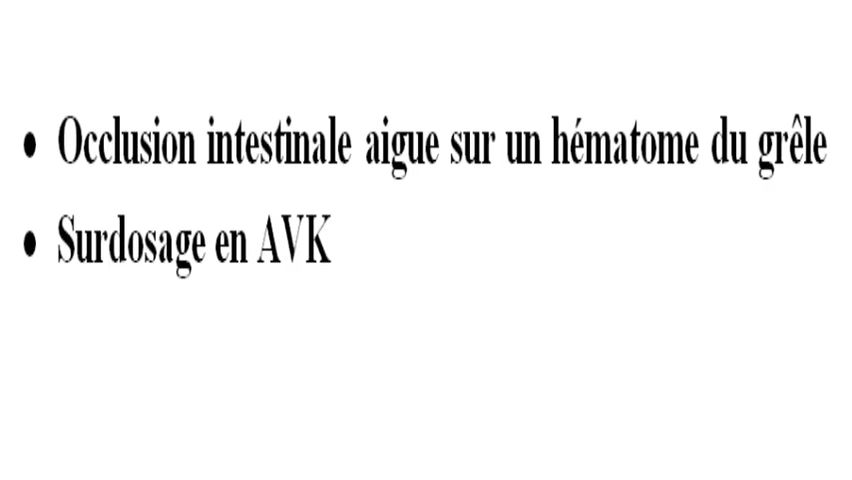 • Occlusion intestinale aigue sur un hématome du grêle
• Surdosage en AVK